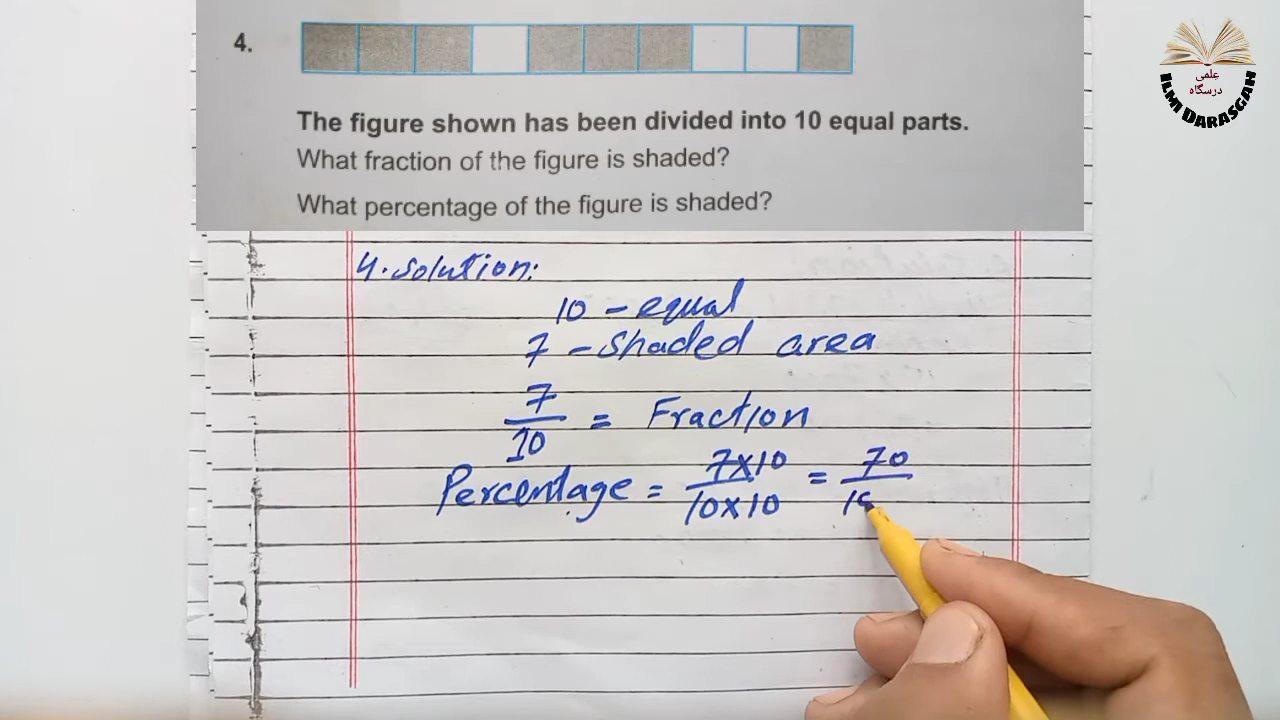 4.
The figure shown has been divided into 10 equal parts.
What fraction of the figure is shaded?
What percentage of the figure is shaded?
علمی
درسگاه
ILMI DARASGAH
4. Solution:
10 - equal
7 - Shaded area
7/10 = Fraction
Percentage = 7x10/10x10 = 70/10